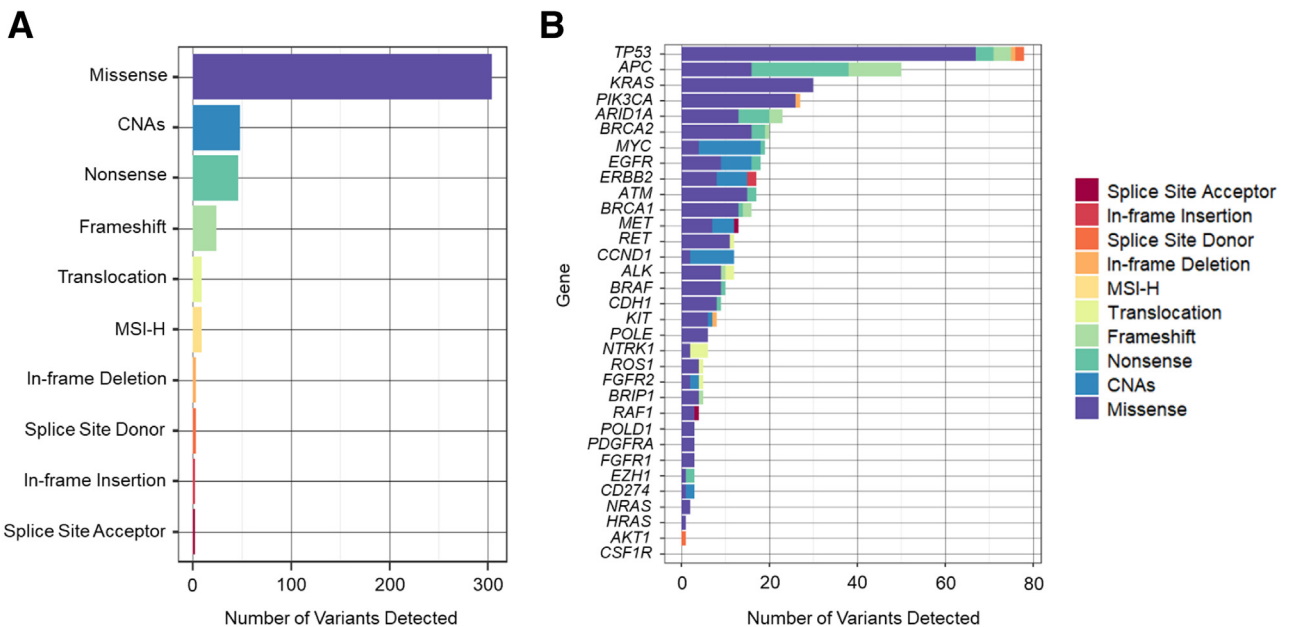 A
Missense
CNAs
Nonsense
Frameshift
Translocation
MSI-H
In-frame Deletion
Splice Site Donor
In-frame Insertion
Splice Site Acceptor
0 100 200 300
Number of Variants Detected
B
Gene
TP53
APC
KRAS
PIK3CA
ARID1A
BRCA2
MYC
EGFR
ERBB2
ATM
BRCA1
MET
RET
CCND1
ALK
BRAF
CDH1
KIT
POLE
NTRK1
ROS1
FGFR2
BRIP1
RAF1
POLD1
PDGFRA
FGFR1
EZH1
CD274
NRAS
HRAS
AKT1
CSF1R
0 20 40 60 80
Number of Variants Detected
Splice Site Acceptor
In-frame Insertion
Splice Site Donor
In-frame Deletion
MSI-H
Translocation
Frameshift
Nonsense
CNAs
Missense